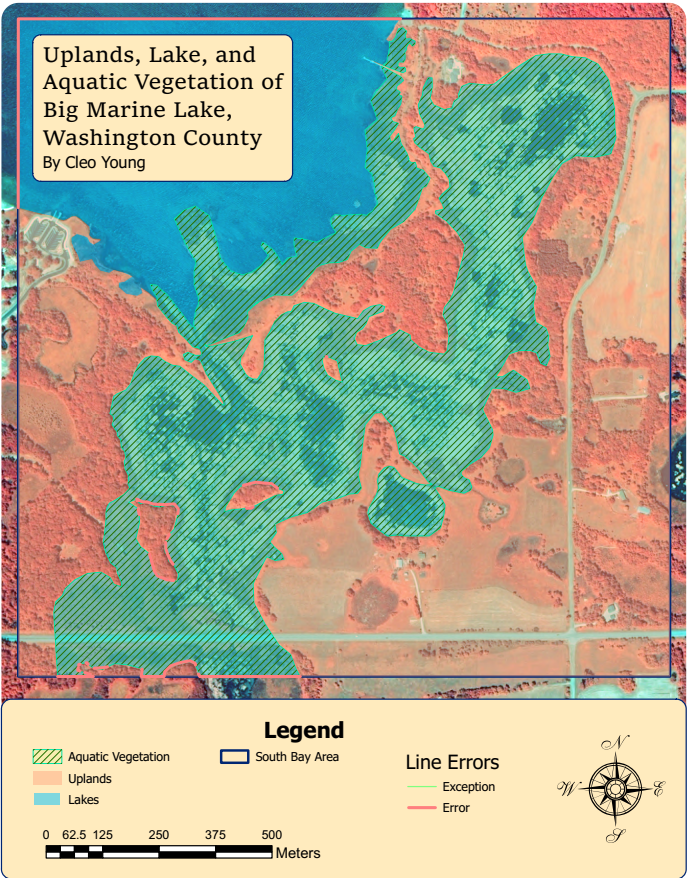 Uplands, Lake, and
Aquatic Vegetation of
Big Marine Lake,
Washington County
By Cleo Young
Legend
Aquatic Vegetation
Uplands
Lakes
South Bay Area
Line Errors
Exception
Error
N
W E
S
0 62.5 125 250 375 500
Meters